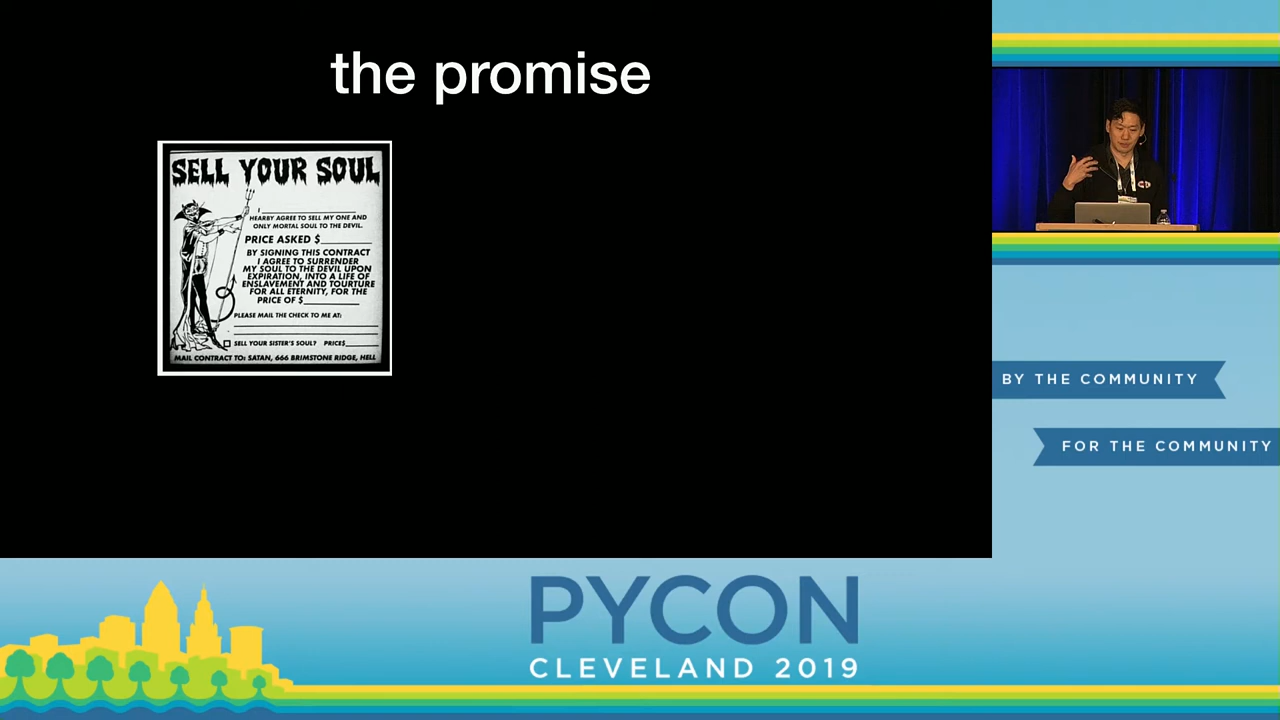 the promise
SELL YOUR SOUL
I
HEARBY AGREE TO SELL MY ONE AND
ONLY MORTAL SOUL TO THE DEVIL.
PRICE ASKED $
BY SIGNING THIS CONTRACT
I AGREE TO SURRENDER
MY SOUL TO THE DEVIL UPON
EXPIRATION, INTO A LIFE OF
ENSLAVEMENT AND TOURTURE
FOR ALL ETERNITY, FOR THE
PRICE OF $
PLEASE MAIL THE CHECK TO ME AT:
SELL YOUR SISTER'S SOUL? PRICE$
MAIL CONTRACT TO: SATAN, 666 BRIMSTONE RIDGE, HELL
BY THE COMMUNITY
FOR THE COMMUNITY
PYCON
CLEVELAND 2019